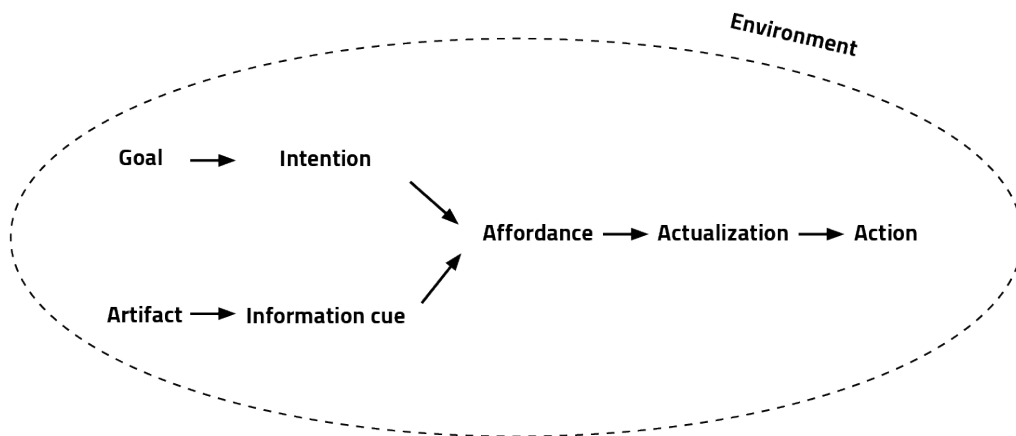 Environment
Goal
Intention
Affordance
Actualization
Action
Artifact
Information cue